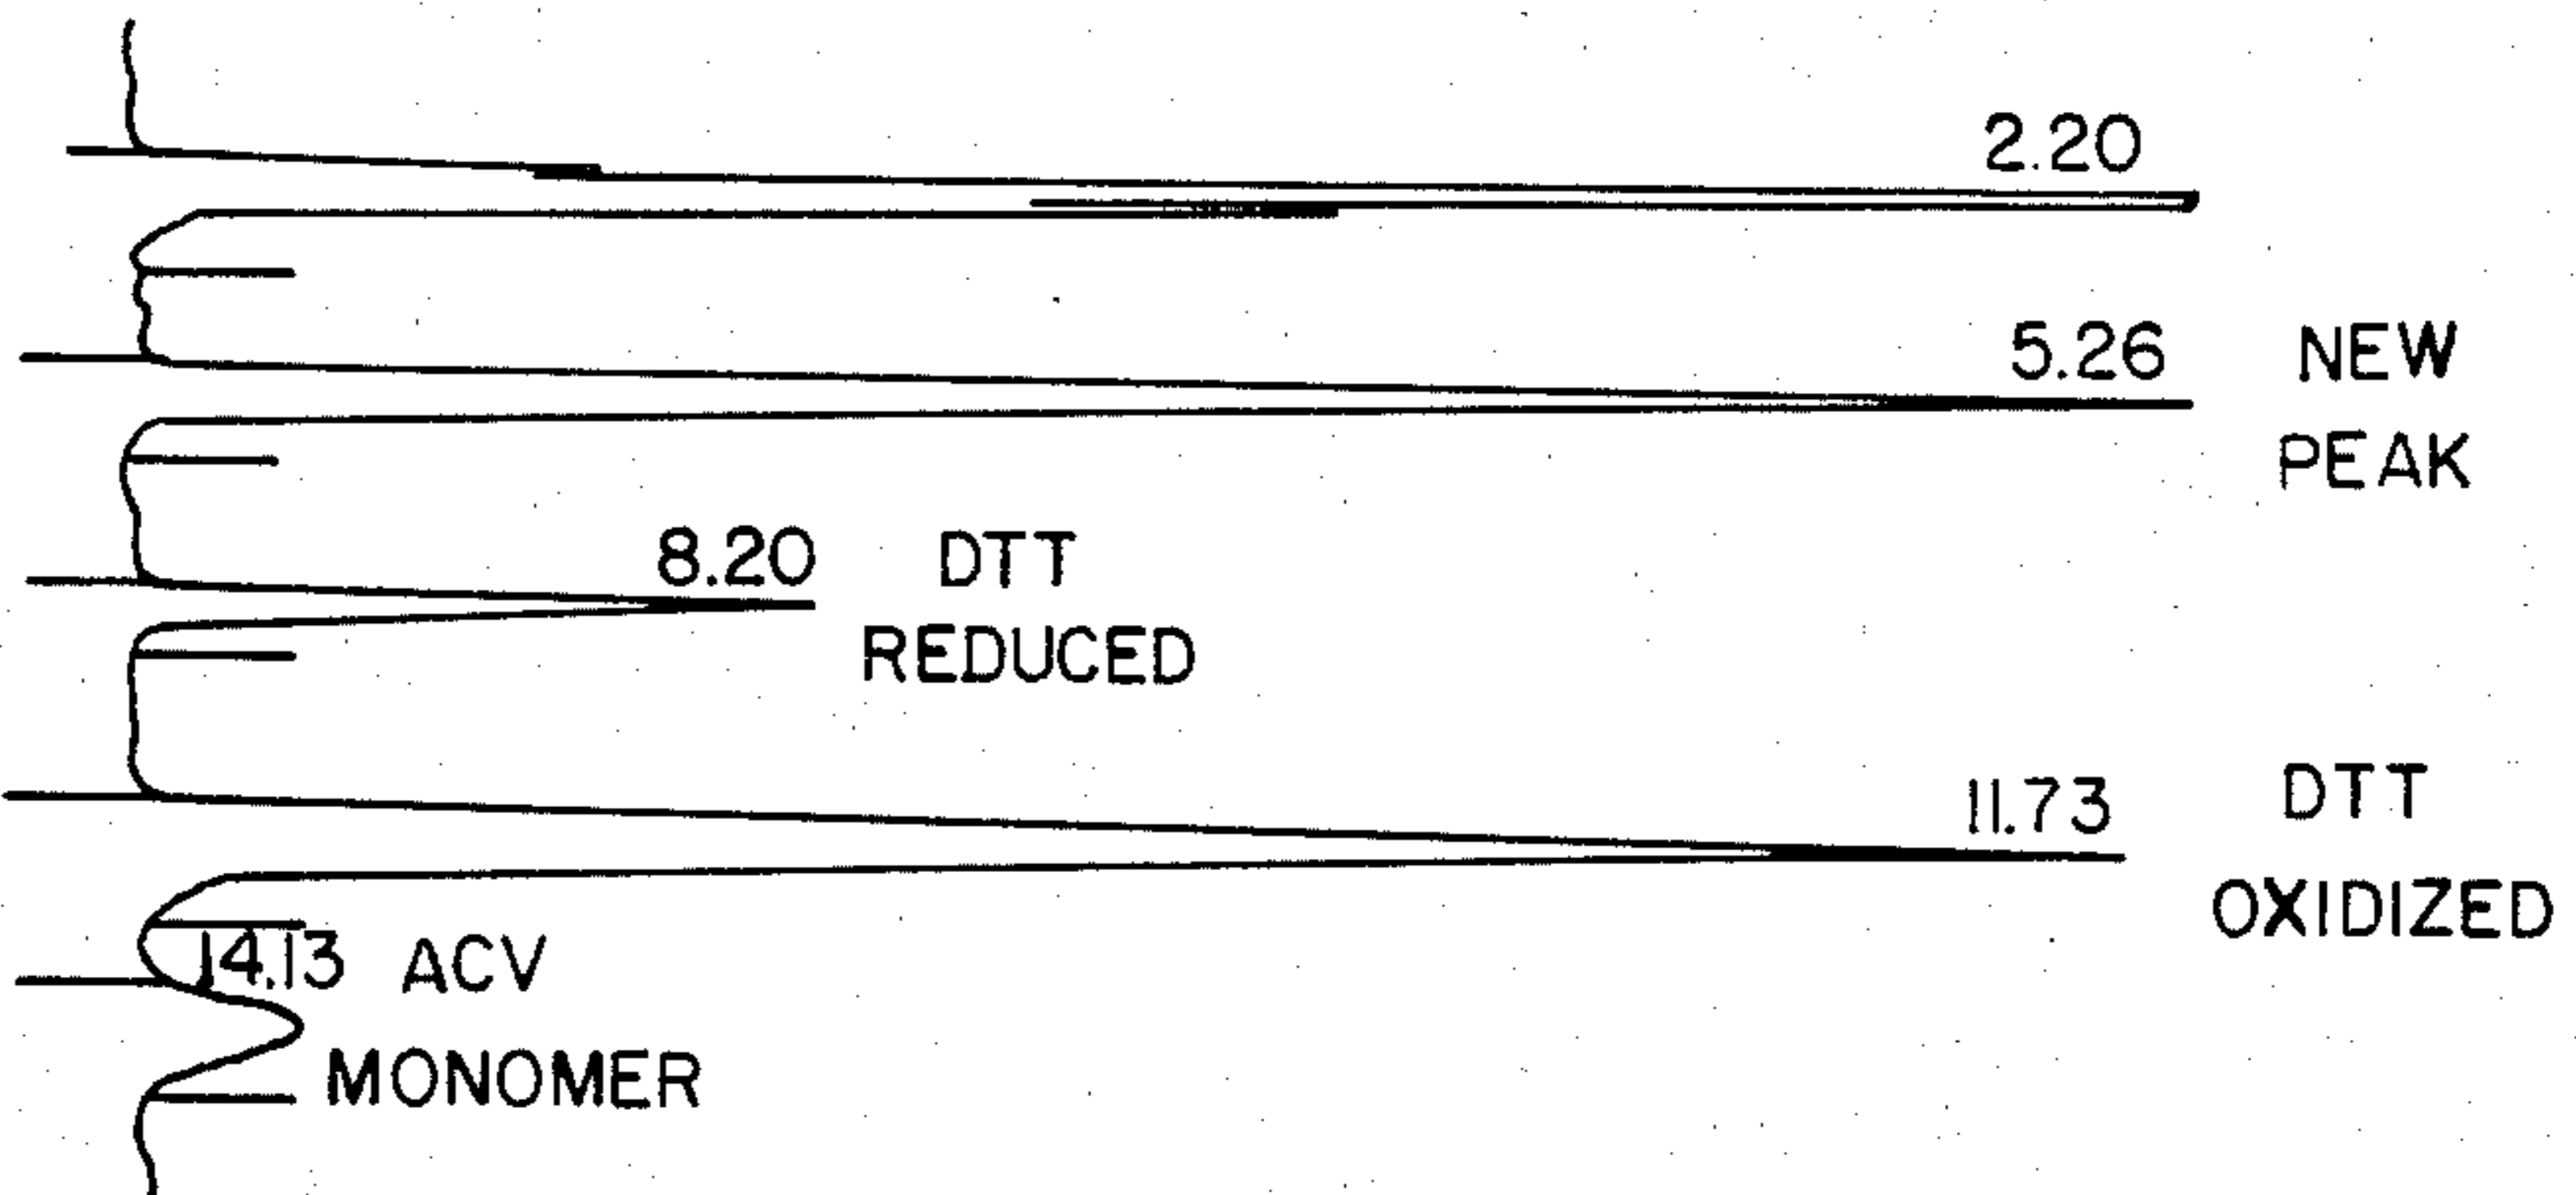 2.20
5.26 NEW
PEAK
8.20 DTT
REDUCED
11.73 DTT
OXIDIZED
14.13 ACV
MONOMER